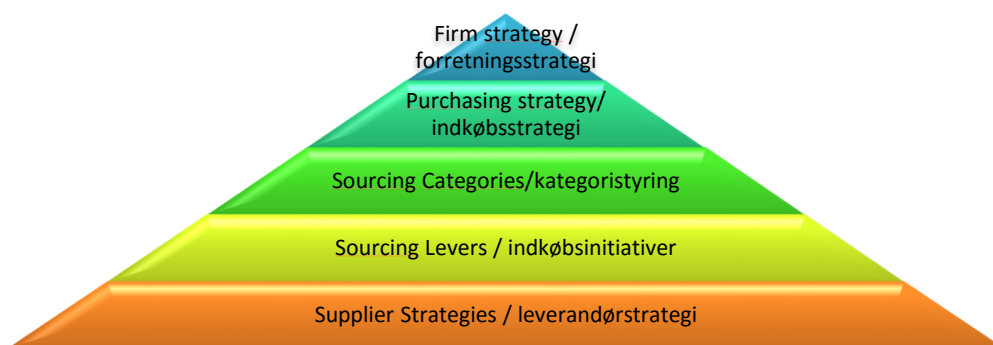 Firm strategy /
forretningsstrategi
Purchasing strategy/
indkøbsstrategi
Sourcing Categories/kategoristyring
Sourcing Levers / indkøbsinitiativer
Supplier Strategies / leverandørstrategi